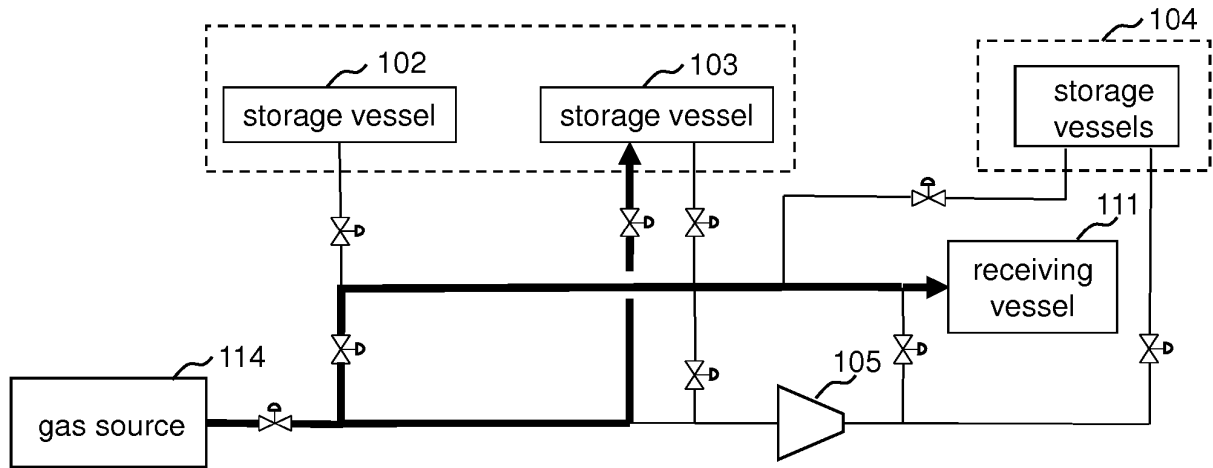 104
102
103
storage vessel
storage vessel
storage
vessels
111
receiving
vessel
114
105
gas source